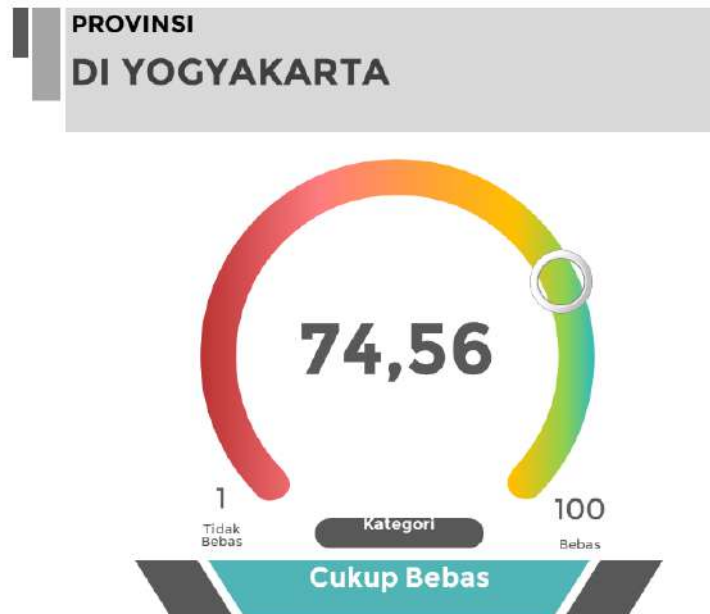 PROVINSI
DI YOGYAKARTA
74,56
1
Tidak
Bebas
100
Bebas
Kategori
Cukup Bebas